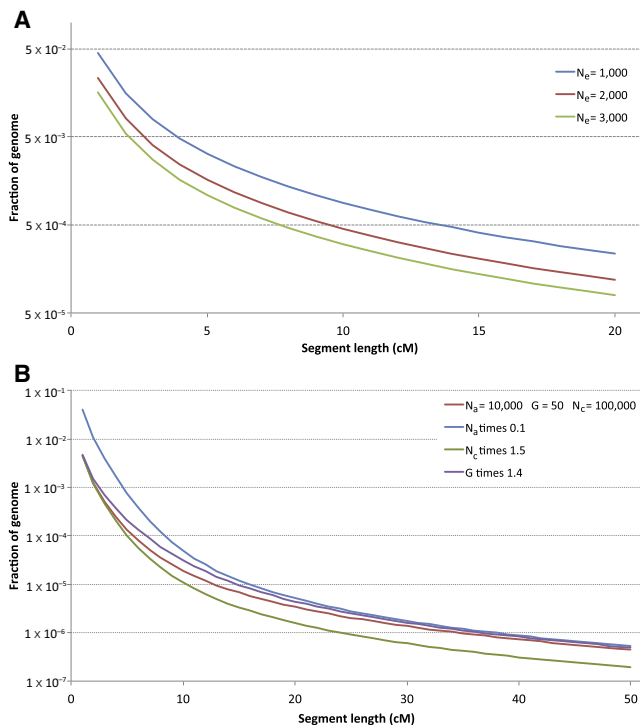 A
5 × 10⁻²
5 × 10⁻³
5 × 10⁻⁴
5 × 10⁻⁵
Fraction of genome
Nₑ = 1,000
Nₑ = 2,000
Nₑ = 3,000
0 5 10 15 20
Segment length (cM)
B
1 × 10⁻¹
1 × 10⁻²
1 × 10⁻³
1 × 10⁻⁴
1 × 10⁻⁵
1 × 10⁻⁶
1 × 10⁻⁷
Fraction of genome
Nₐ = 10,000 G = 50 N꜀ = 100,000
Nₐ times 0.1
N꜀ times 1.5
G times 1.4
0 10 20 30 40 50
Segment length (cM)